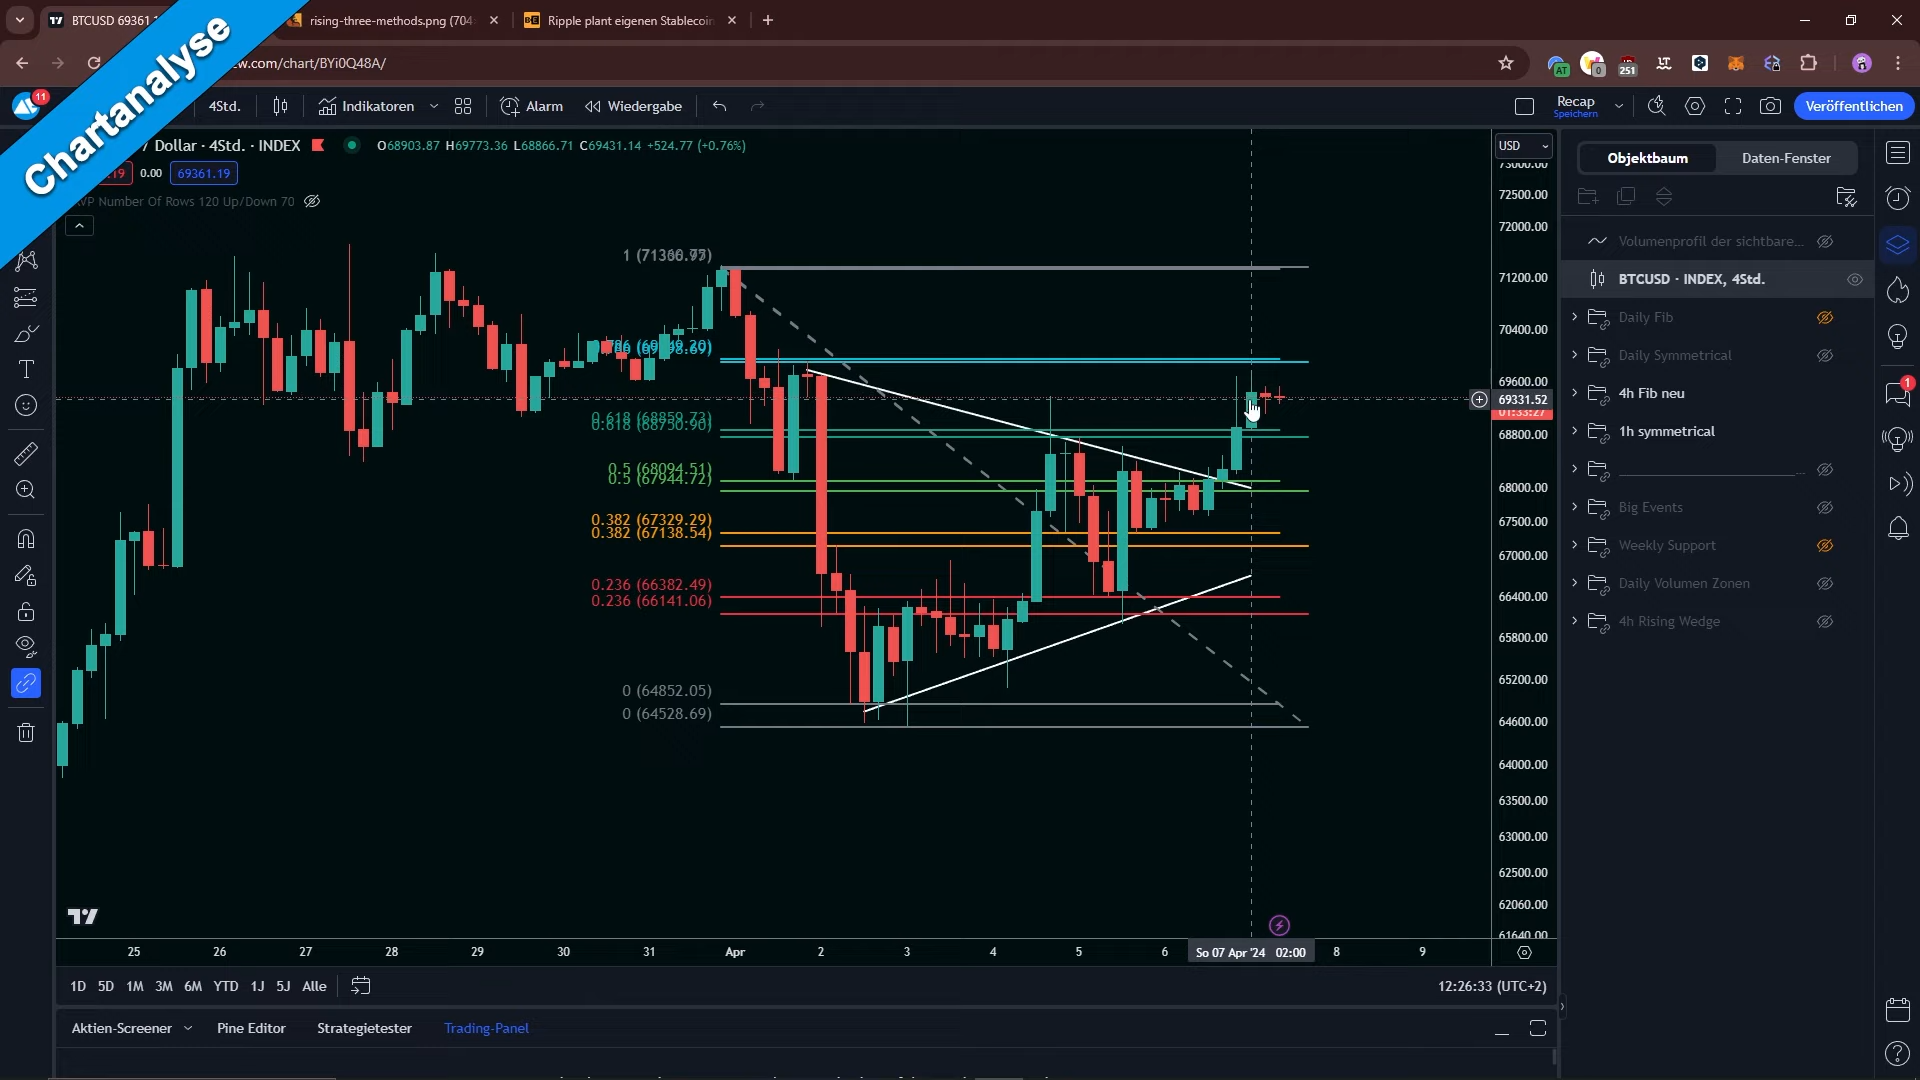 Chartanalyse
BTCUSD 69361
rising-three-methods.png (704
Ripple plant eigenen Stablecoin
w.com/chart/BYi0Q48A/
AT
0
251
11
4Std.
Indikatoren
Alarm
Wiedergabe
Recap
Speichern
Veröffentlichen
Dollar · 4Std. · INDEX
O68903.87 H69773.36 L68866.71 C69431.14 +524.77 (+0.76%)
0.00
69361.19
VP Number Of Rows 120 Up/Down 70
USD
73000.00
72500.00
72000.00
71200.00
70400.00
69600.00
69331.52
01:33:27
68800.00
68000.00
67500.00
67000.00
66400.00
65800.00
65200.00
64600.00
64000.00
63500.00
63000.00
62500.00
62060.00
61640.00
0.618 (68859.73)
0.618 (68750.90)
0.5 (68094.51)
0.5 (67944.72)
0.382 (67329.29)
0.382 (67138.54)
0.236 (66382.49)
0.236 (66141.06)
0 (64852.05)
0 (64528.69)
25
26
27
28
29
30
31
Apr
2
3
4
5
6
So 07 Apr '24 02:00
8
9
1D
5D
1M
3M
6M
YTD
1J
5J
Alle
12:26:33 (UTC+2)
Aktien-Screener
Pine Editor
Strategietester
Trading-Panel
Objektbaum
Daten-Fenster
Volumenprofil der sichtbare...
BTCUSD · INDEX, 4Std.
Daily Fib
Daily Symmetrical
4h Fib neu
1h symmetrical
Big Events
Weekly Support
Daily Volumen Zonen
4h Rising Wedge
1